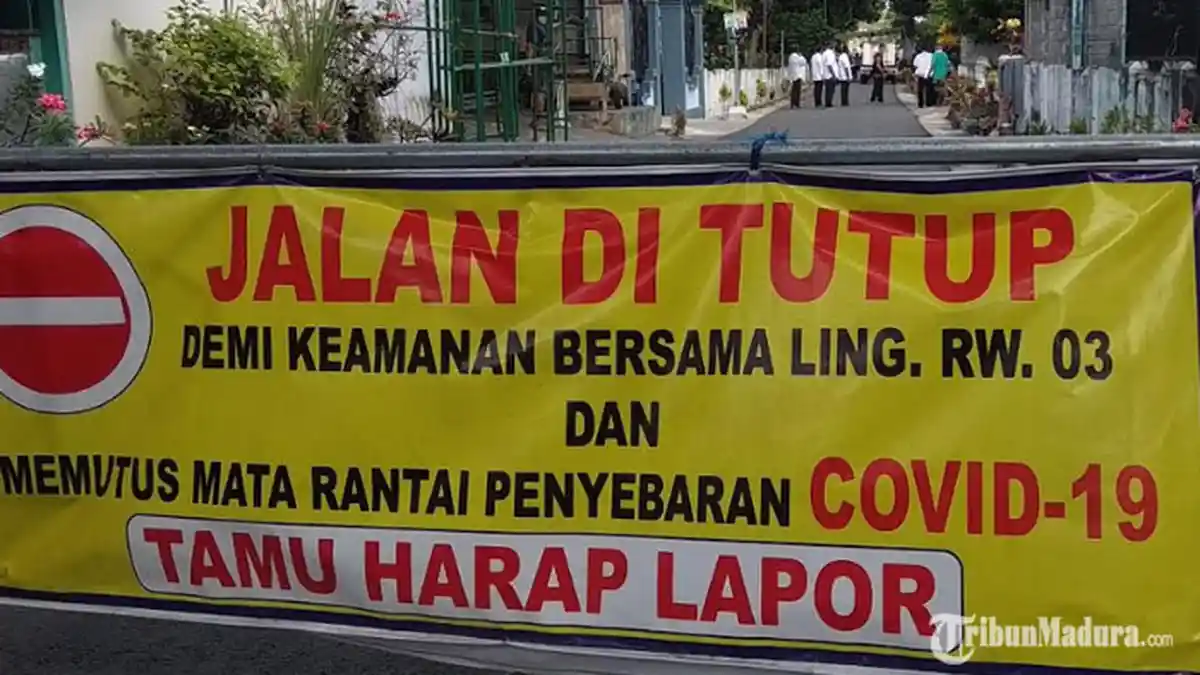 JALAN DI TUTUP
DEMI KEAMANAN BERSAMA LING. RW. 03
DAN
MEMUTUS MATA RANTAI PENYEBARAN COVID-19
TAMU HARAP LAPOR
TribunMadura.com